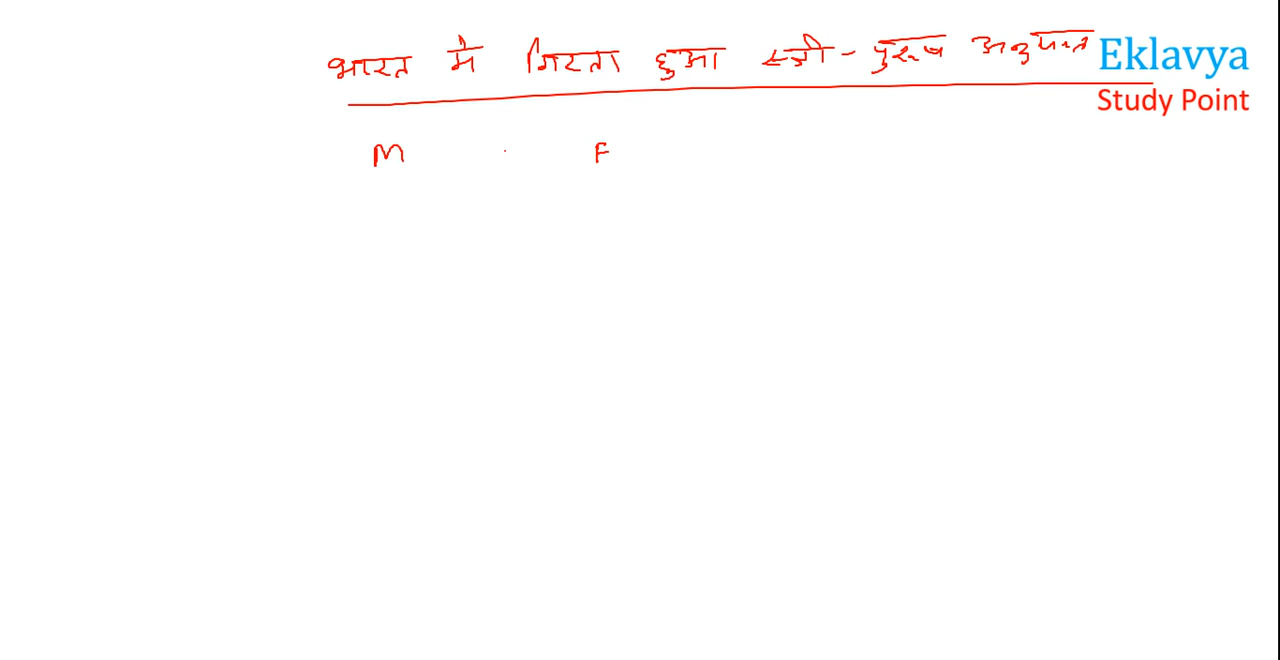 भारत में गिरता हुआ स्त्री - पुरूष अनुपात
Eklavya
Study Point
M F